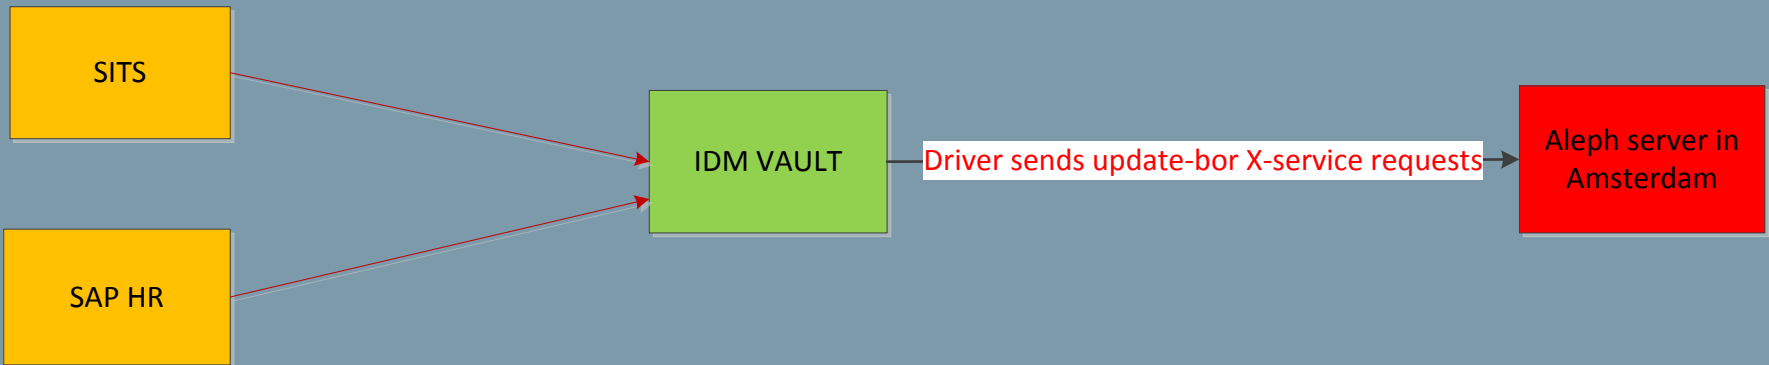 SITS
SAP HR
IDM VAULT
Driver sends update-bor X-service requests
Aleph server in
Amsterdam